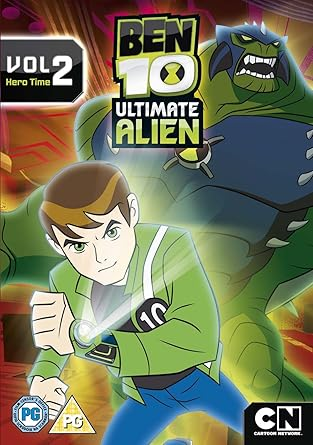 VOL 2
Hero Time
BEN
10
ULTIMATE
ALIEN
10
PG
PG
CN
CARTOON NETWORK